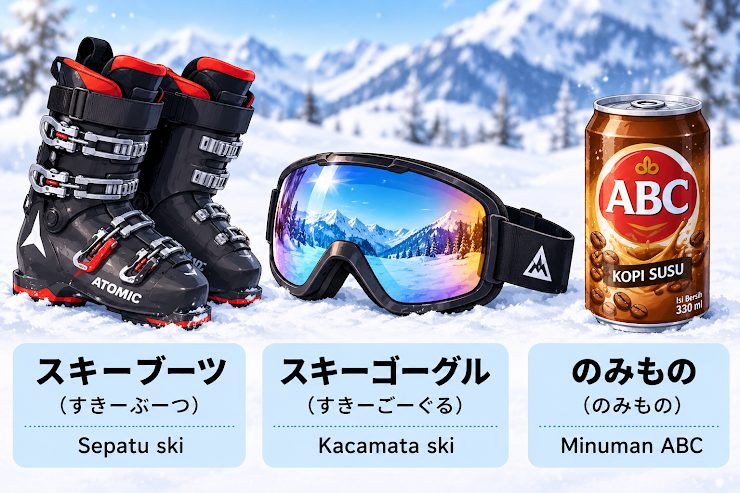 ATOMIC
ABC
KOPI SUSU
Isi Bersih
330 ml
スキーブーツ
（すきーぶーつ）
Sepatu ski
スキーゴーグル
（すきーごーぐる）
Kacamata ski
のみもの
（のみもの）
Minuman ABC